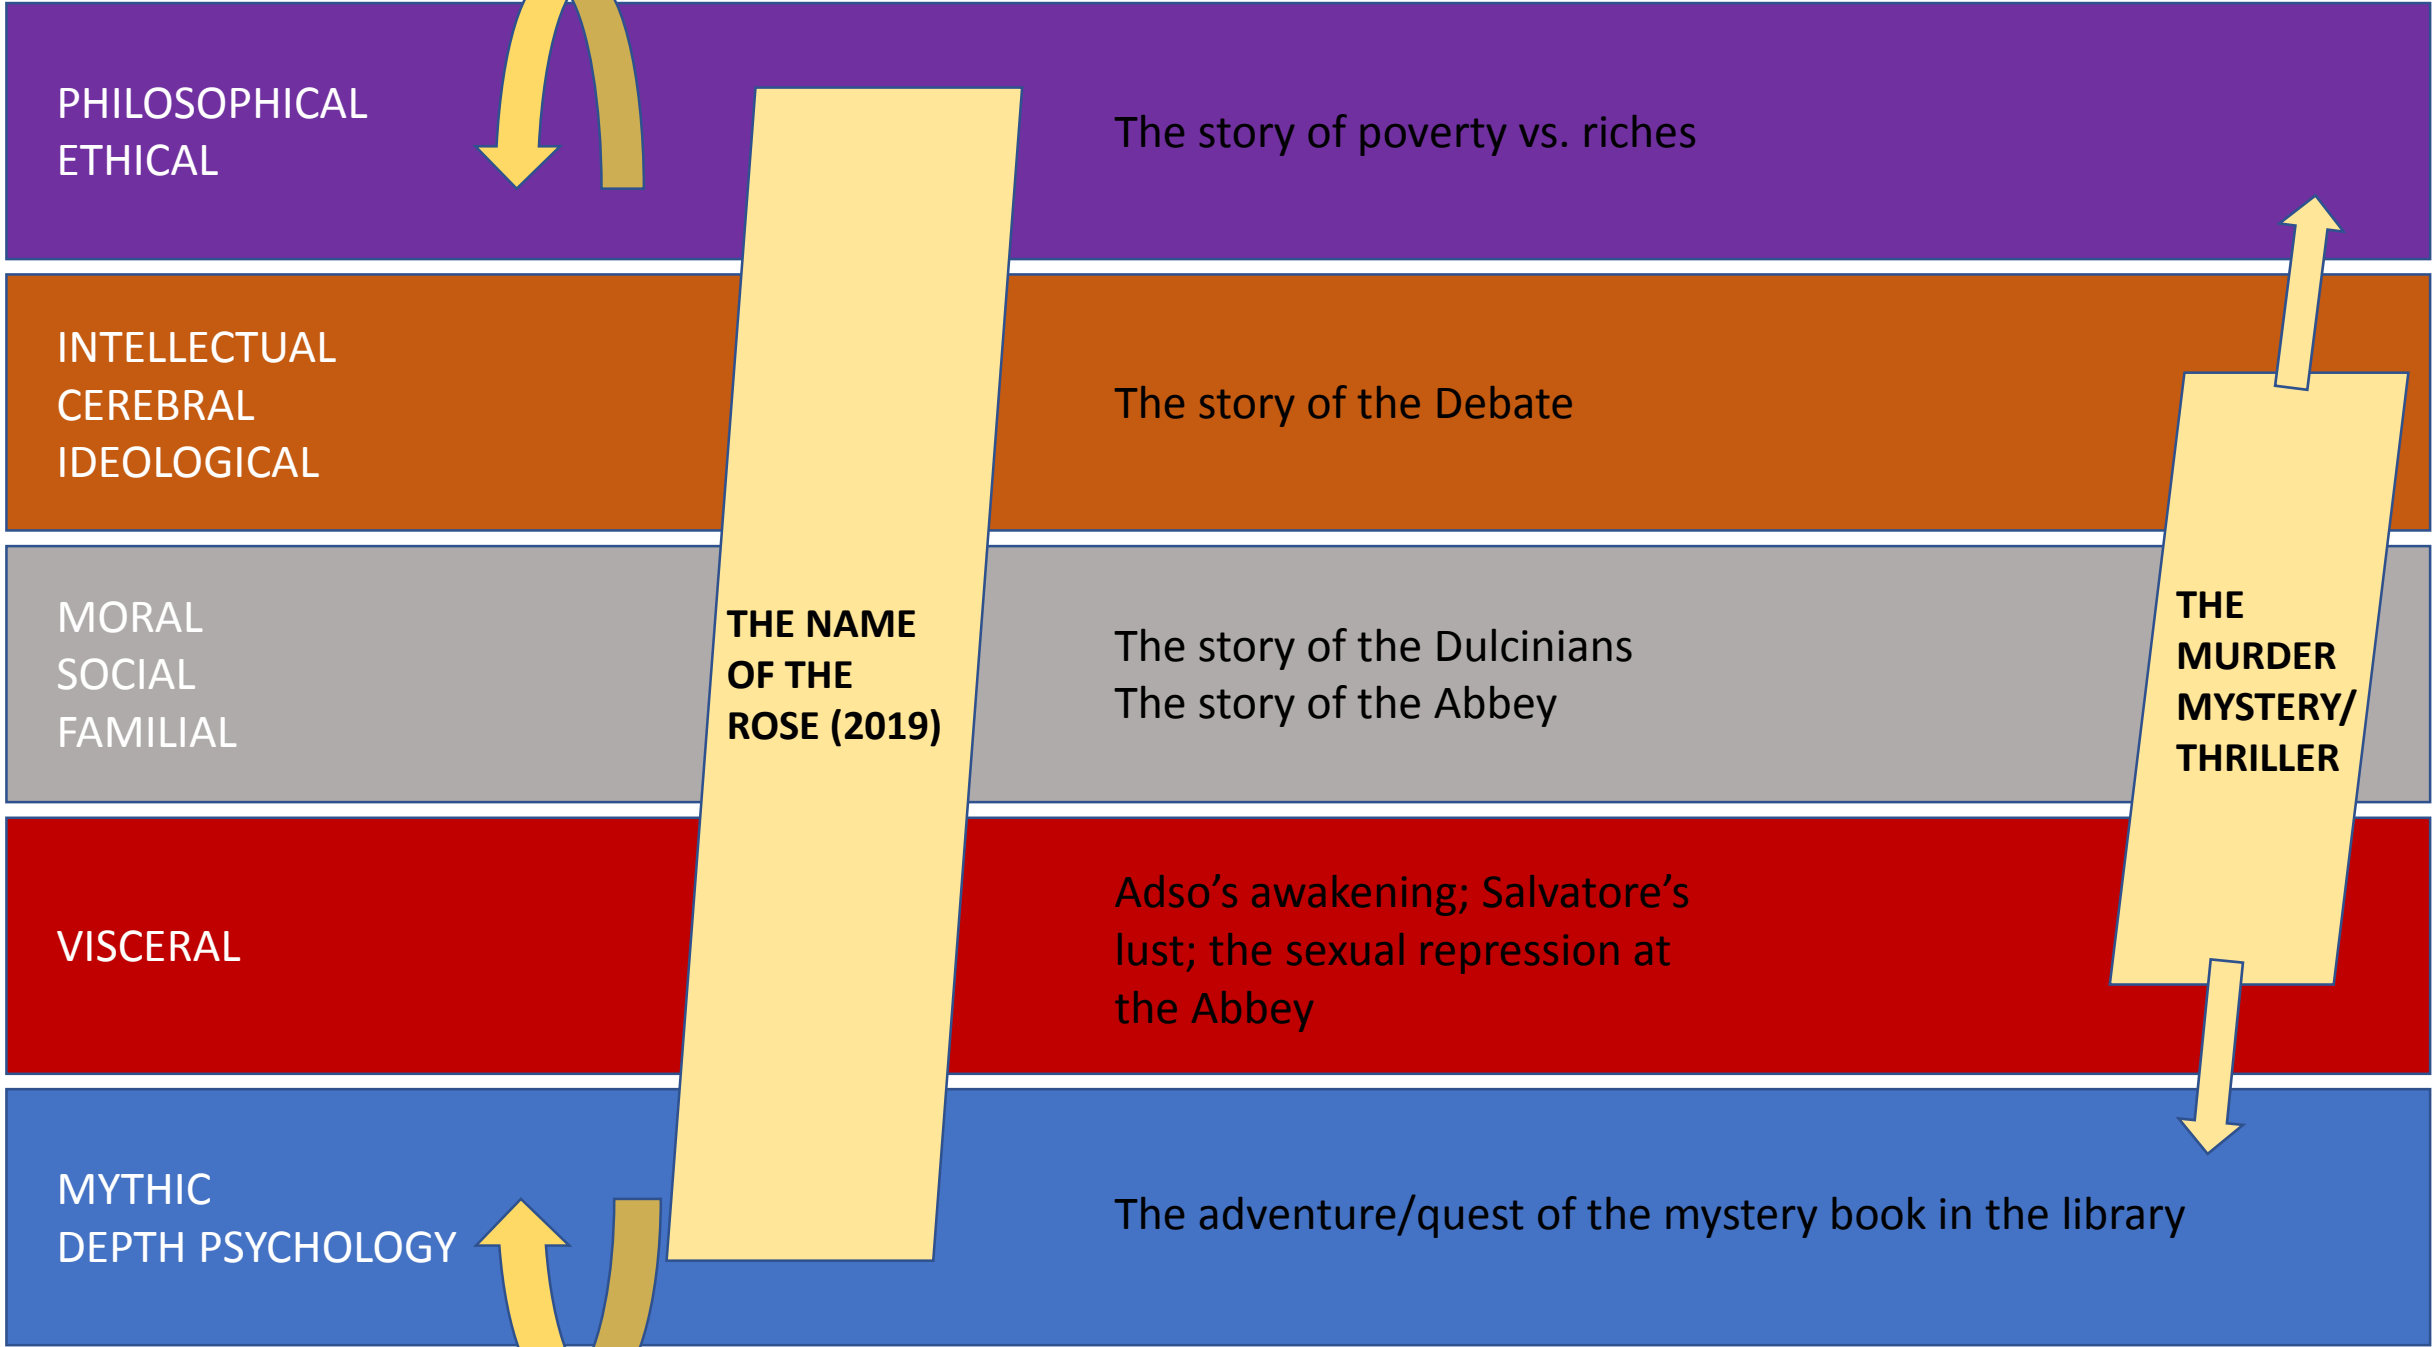 PHILOSOPHICAL
ETHICAL
The story of poverty vs. riches
INTELLECTUAL
CEREBRAL
IDEOLOGICAL
The story of the Debate
MORAL
SOCIAL
FAMILIAL
THE NAME
OF THE
ROSE (2019)
The story of the Dulcinians
The story of the Abbey
THE
MURDER
MYSTERY/
THRILLER
VISCERAL
Adso’s awakening; Salvatore’s
lust; the sexual repression at
the Abbey
MYTHIC
DEPTH PSYCHOLOGY
The adventure/quest of the mystery book in the library